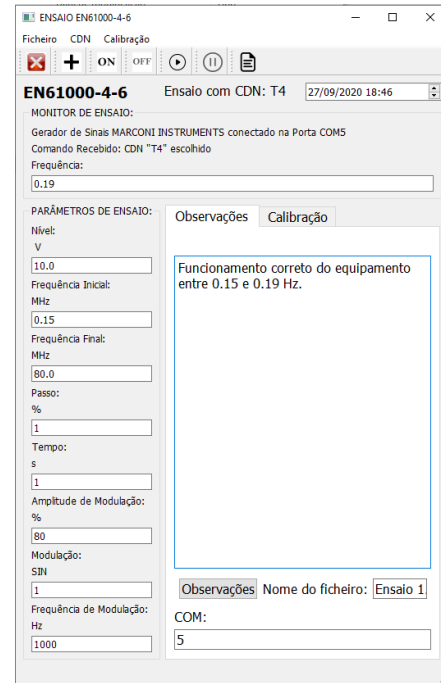 ENSAIO EN61000-4-6
Ficheiro CDN Calibração
ON OFF
EN61000-4-6 Ensaio com CDN: T4 27/09/2020 18:46
MONITOR DE ENSAIO:
Gerador de Sinais MARCONI INSTRUMENTS conectado na Porta COM5
Comando Recebido: CDN "T4" escolhido
Frequência:
0.19
PARÂMETROS DE ENSAIO:
Nível:
V
10.0
Frequência Inicial:
MHz
0.15
Frequência Final:
MHz
80.0
Passo:
%
1
Tempo:
s
1
Amplitude de Modulação:
%
80
Modulação:
SIN
1
Frequência de Modulação:
Hz
1000
Observações Calibração
Funcionamento correto do equipamento
entre 0.15 e 0.19 Hz.
Observações Nome do ficheiro: Ensaio 1
COM:
5